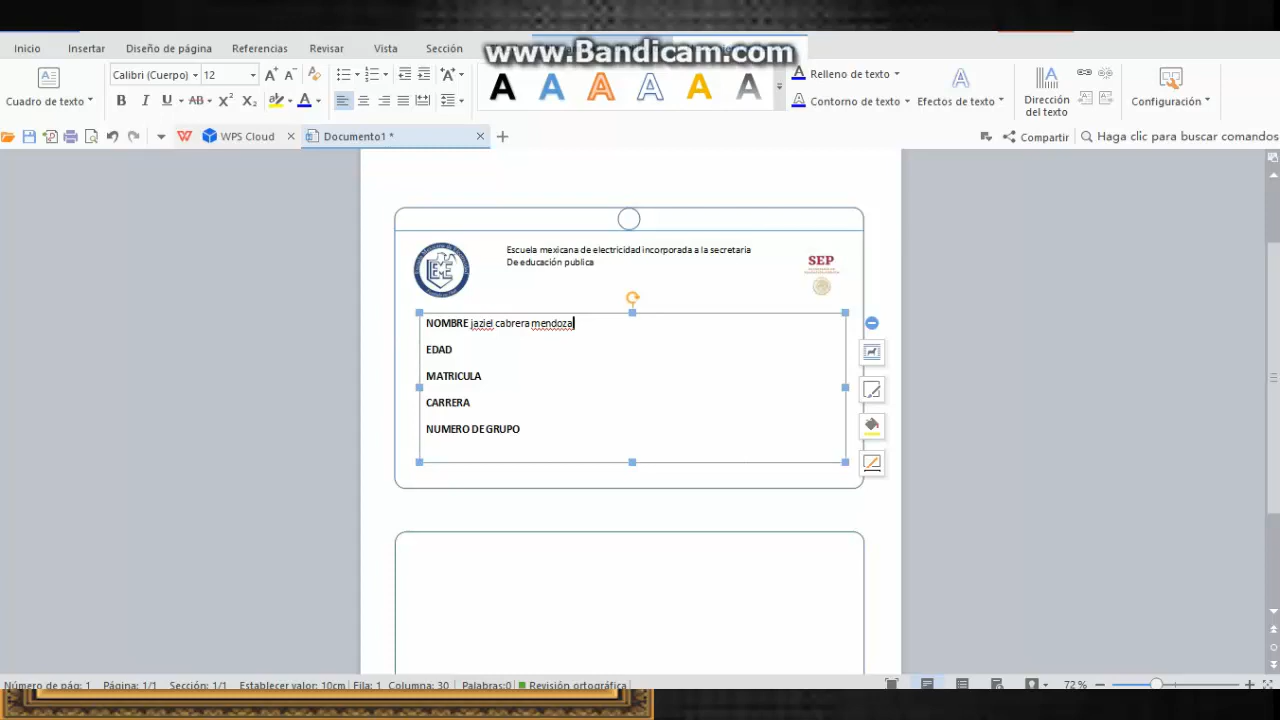 www.Bandicam.com
Inicio Insertar Diseño de página Referencias Revisar Vista Sección
Calibri (Cuerpo) 12
Cuadro de texto
Relleno de texto
Contorno de texto
Efectos de texto
Dirección
del texto
Configuración
WPS Cloud Documento1 * Compartir Haga clic para buscar comandos
Escuela mexicana de electricidad incorporada a la secretaria
De educación publica
SEP
NOMBRE jaziel cabrera mendoza
EDAD
MATRICULA
CARRERA
NUMERO DE GRUPO
Número de pág: 1 Página: 1/1 Sección: 1/1 Establecer valor: 10cm Fila: 1 Columna: 30 Palabras:0 Revisión ortográfica 72 %